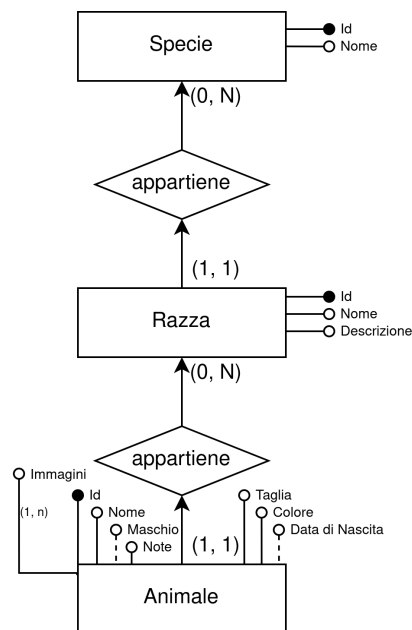 Specie
Id
Nome
(0, N)
appartiene
(1, 1)
Razza
Id
Nome
Descrizione
(0, N)
appartiene
Immagini
(1, n)
Id
Nome
Maschio
Note
(1, 1)
Taglia
Colore
Data di Nascita
Animale